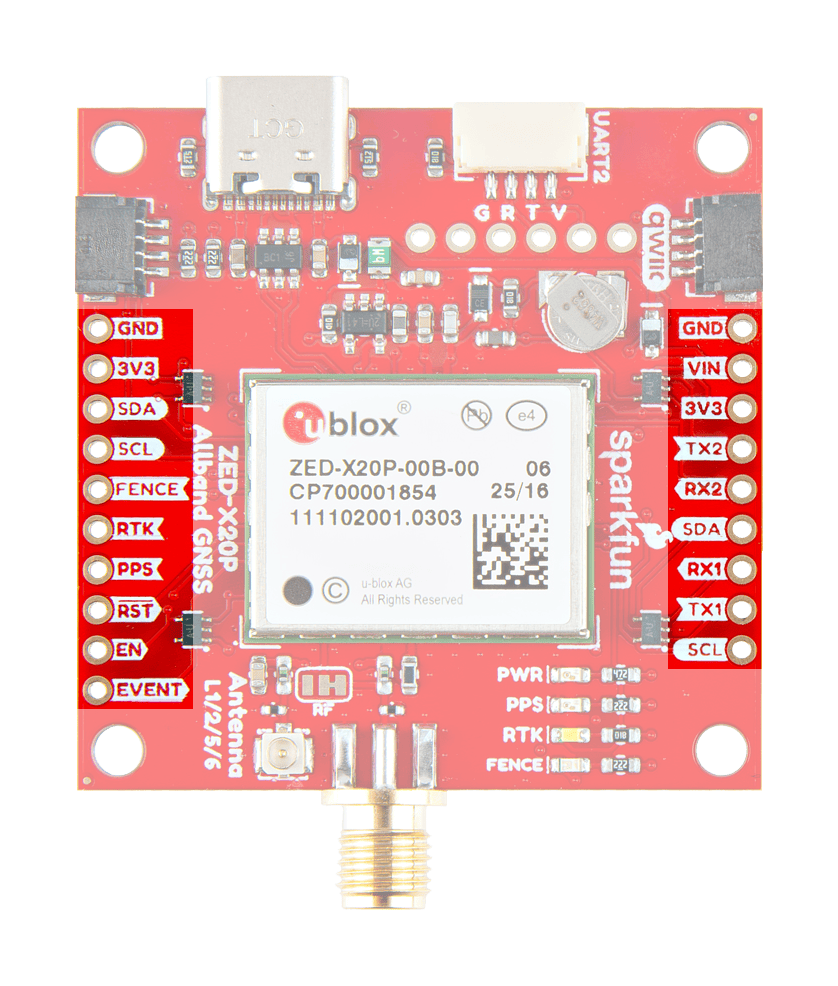 GCT
UART2
G R T V
qwiic
GND
3V3
SDA
SCL
FENCE
RTK
PPS
RST
EN
EVENT
GND
VIN
3V3
TX2
RX2
SDA
RX1
TX1
SCL
ZED-X20P
Allband GNSS
ublox®
Pb
e4
ZED-X20P-00B-00 06
CP700001854 25/16
111102001.0303
© u-blox AG
All Rights Reserved
sparkfun
Antenna
L1/2/5/6
RF
PWR
PPS
RTK
FENCE